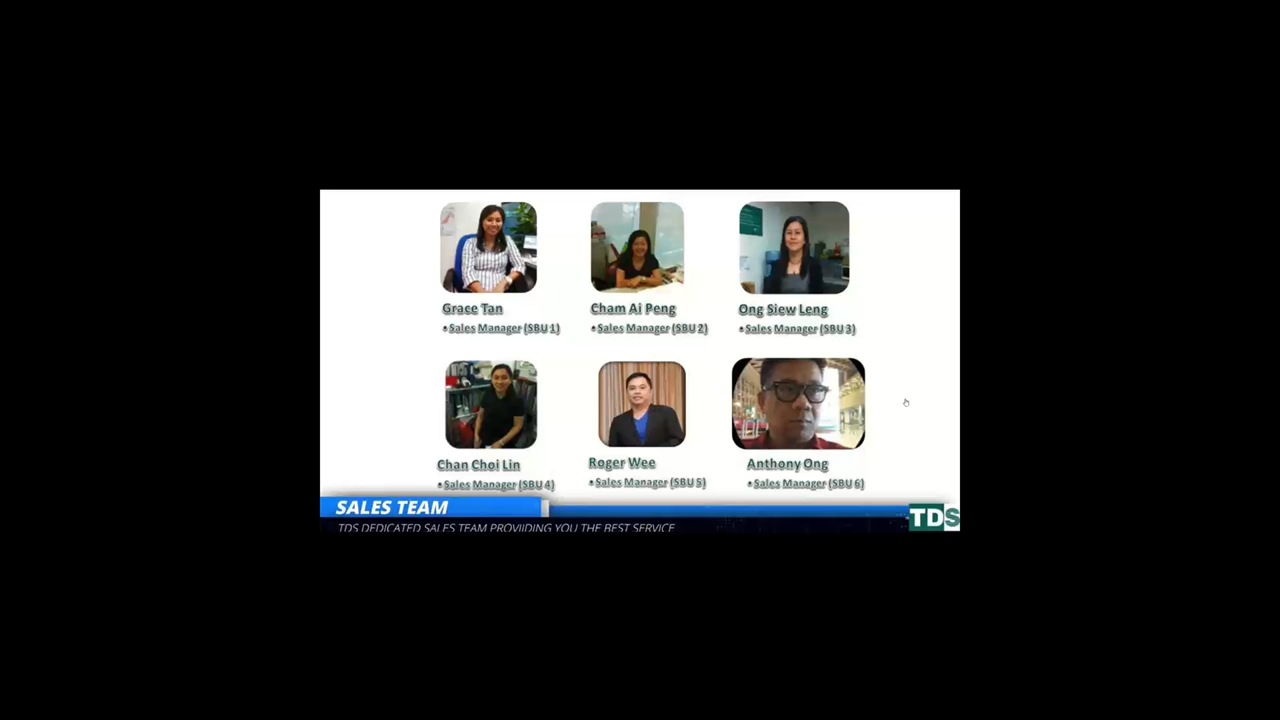 Grace Tan
• Sales Manager (SBU 1)
Cham Ai Peng
• Sales Manager (SBU 2)
Ong Siew Leng
• Sales Manager (SBU 3)
Chan Choi Lin
• Sales Manager (SBU 4)
Roger Wee
• Sales Manager (SBU 5)
Anthony Ong
• Sales Manager (SBU 6)
SALES TEAM
TDS DEDICATED SALES TEAM PROVIIDING YOU THE BEST SERVICE
TDS